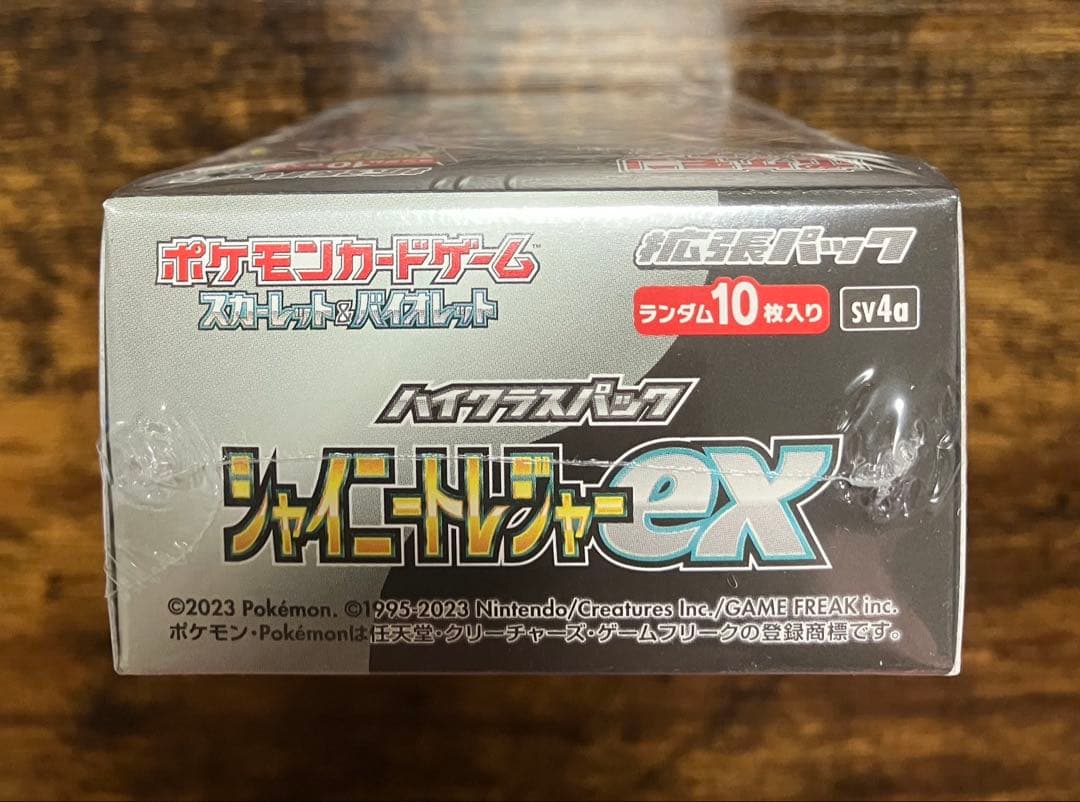 ポケモンカードゲーム™
スカーレット&バイオレット
拡張パック
ランダム10枚入り
SV4a
ハイクラスパック
シャイニートレジャーex
©2023 Pokémon. ©1995-2023 Nintendo/Creatures Inc./GAME FREAK inc.
ポケモン・Pokémonは任天堂・クリーチャーズ・ゲームフリークの登録商標です。